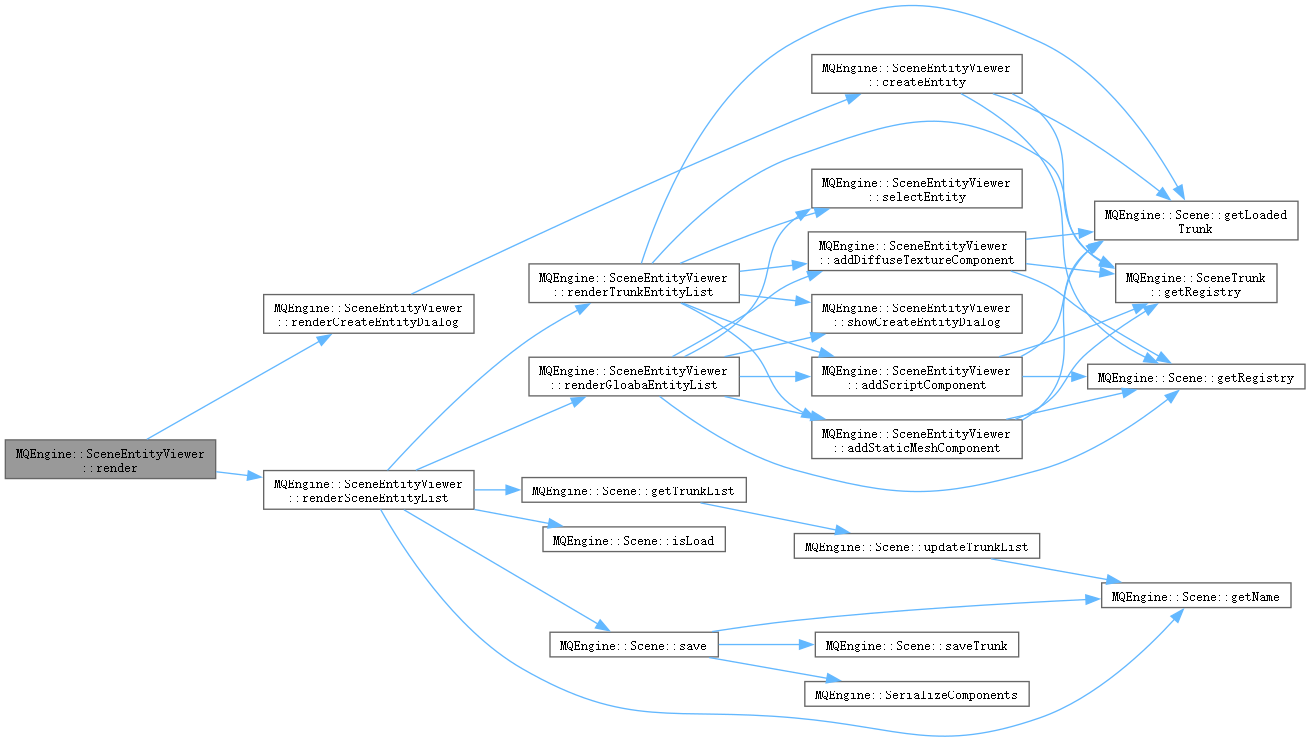 MQEngine::SceneEntityViewer
::render
MQEngine::SceneEntityViewer
::renderCreateEntityDialog
MQEngine::SceneEntityViewer
::renderSceneEntityList
MQEngine::SceneEntityViewer
::renderTrunkEntityList
MQEngine::SceneEntityViewer
::renderGloabaEntityList
MQEngine::Scene::getTrunkList
MQEngine::Scene::isLoad
MQEngine::Scene::save
MQEngine::SceneEntityViewer
::createEntity
MQEngine::SceneEntityViewer
::selectEntity
MQEngine::SceneEntityViewer
::addDiffuseTextureComponent
MQEngine::SceneEntityViewer
::showCreateEntityDialog
MQEngine::SceneEntityViewer
::addScriptComponent
MQEngine::SceneEntityViewer
::addStaticMeshComponent
MQEngine::Scene::updateTrunkList
MQEngine::Scene::saveTrunk
MQEngine::SerializeComponents
MQEngine::Scene::getLoaded
Trunk
MQEngine::SceneTrunk
::getRegistry
MQEngine::Scene::getRegistry
MQEngine::Scene::getName